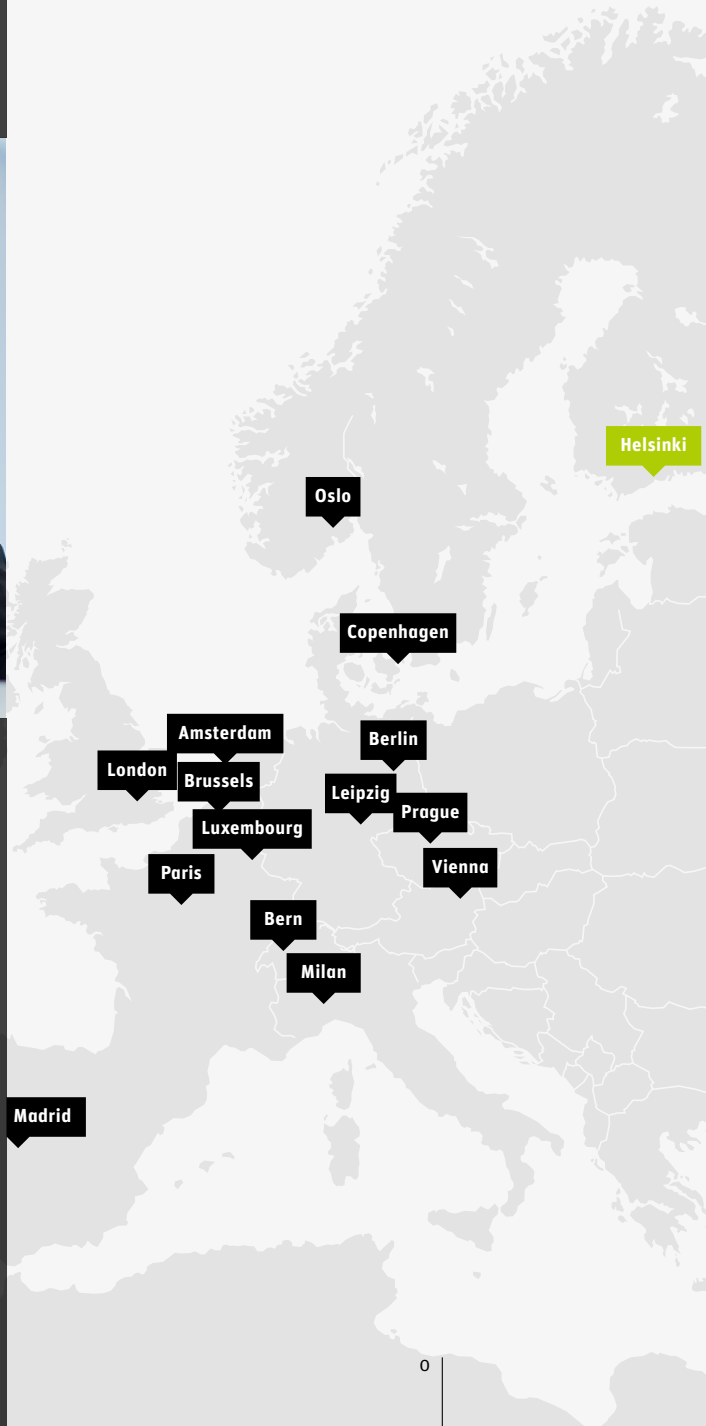 Helsinki
Oslo
Copenhagen
Amsterdam
Berlin
London
Brussels
Leipzig
Prague
Luxembourg
Vienna
Paris
Bern
Milan
Madrid
0